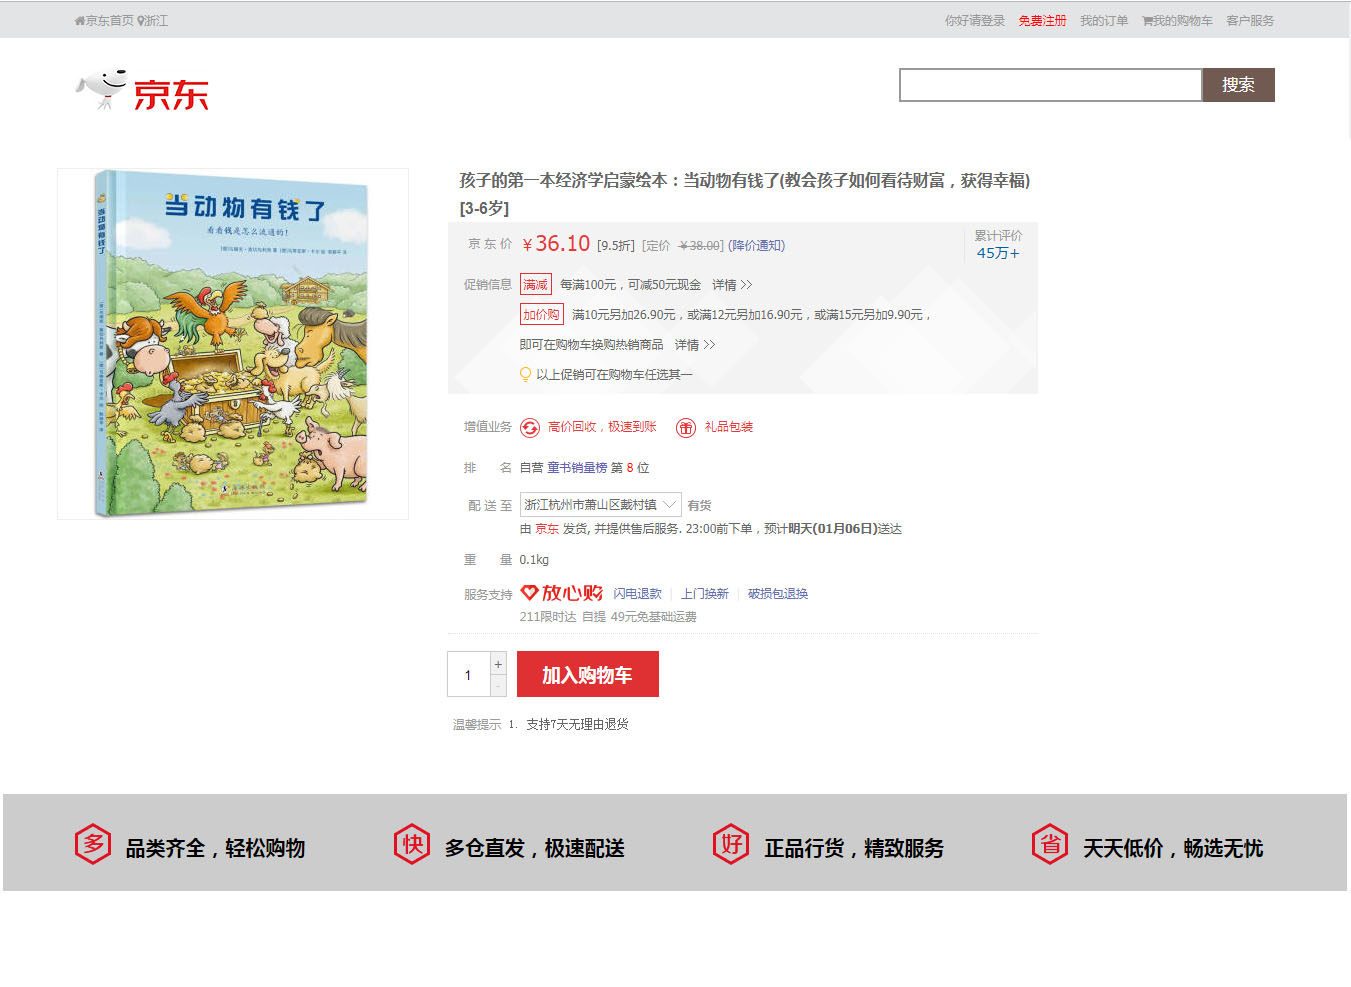 京东首页 浙江
你好请登录 免费注册 我的订单 我的购物车 客户服务
京东
搜索
孩子的第一本经济学启蒙绘本：当动物有钱了(教会孩子如何看待财富，获得幸福)
[3-6岁]
当动物有钱了
看看钱是怎么流通的！
当动物有钱了
京 东 价 ￥36.10 [9.5折] [定价 ￥38.00] (降价通知)
累计评价
45万+
促销信息 满减 每满100元，可减50元现金 详情 >>
加价购 满10元另加26.90元，或满12元另加16.90元，或满15元另加9.90元，
即可在购物车换购热销商品 详情 >>
以上促销可在购物车任选其一
增值业务 高价回收，极速到账 礼品包装
排 名 自营 童书销量榜 第 8 位
配 送 至 浙江杭州市萧山区戴村镇 有货
由 京东 发货, 并提供售后服务. 23:00前下单，预计明天(01月06日)送达
重 量 0.1kg
服务支持 放心购 闪电退款 上门换新 破损包退换
211限时达 自提 49元免基础运费
1 + - 加入购物车
温馨提示 1. 支持7天无理由退货
多 品类齐全，轻松购物 快 多仓直发，极速配送 好 正品行货，精致服务 省 天天低价，畅选无忧